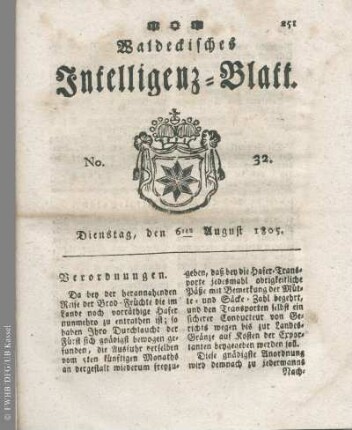 251
Waldeckisches
Intelligenz-Blatt.
No. 32.
Dienstag, den 6ten August 1805.
Verordnungen.
Da bey der herannahenden
Reife der Brod-Früchte die im
Lande noch vorräthige Hafer
nunmehro zu entrathen ist; so
haben Ihro Durchlaucht der
Fürst sich gnädigst bewogen ge-
funden, die Ausfuhr derselben
vom 1ten künftigen Monaths
an dergestalt wiederum freyzu-
geben, daß bey die Hafer-Trans-
porte jedesmahl obrigkeitliche
Päße mit Bemerkung der Müt-
te- und Säcke-Zahl begehrt,
und den Transporten selbst ein
sicherer Conducteur von Ge-
richts wegen bis zur Landes-
Gränze auf Kosten der Expor-
tanten beygegeben werden soll.
Diese gnädigste Anordnung
wird demnach zu jedermanns
Nach-
© FWHB/DFG/UB Kassel